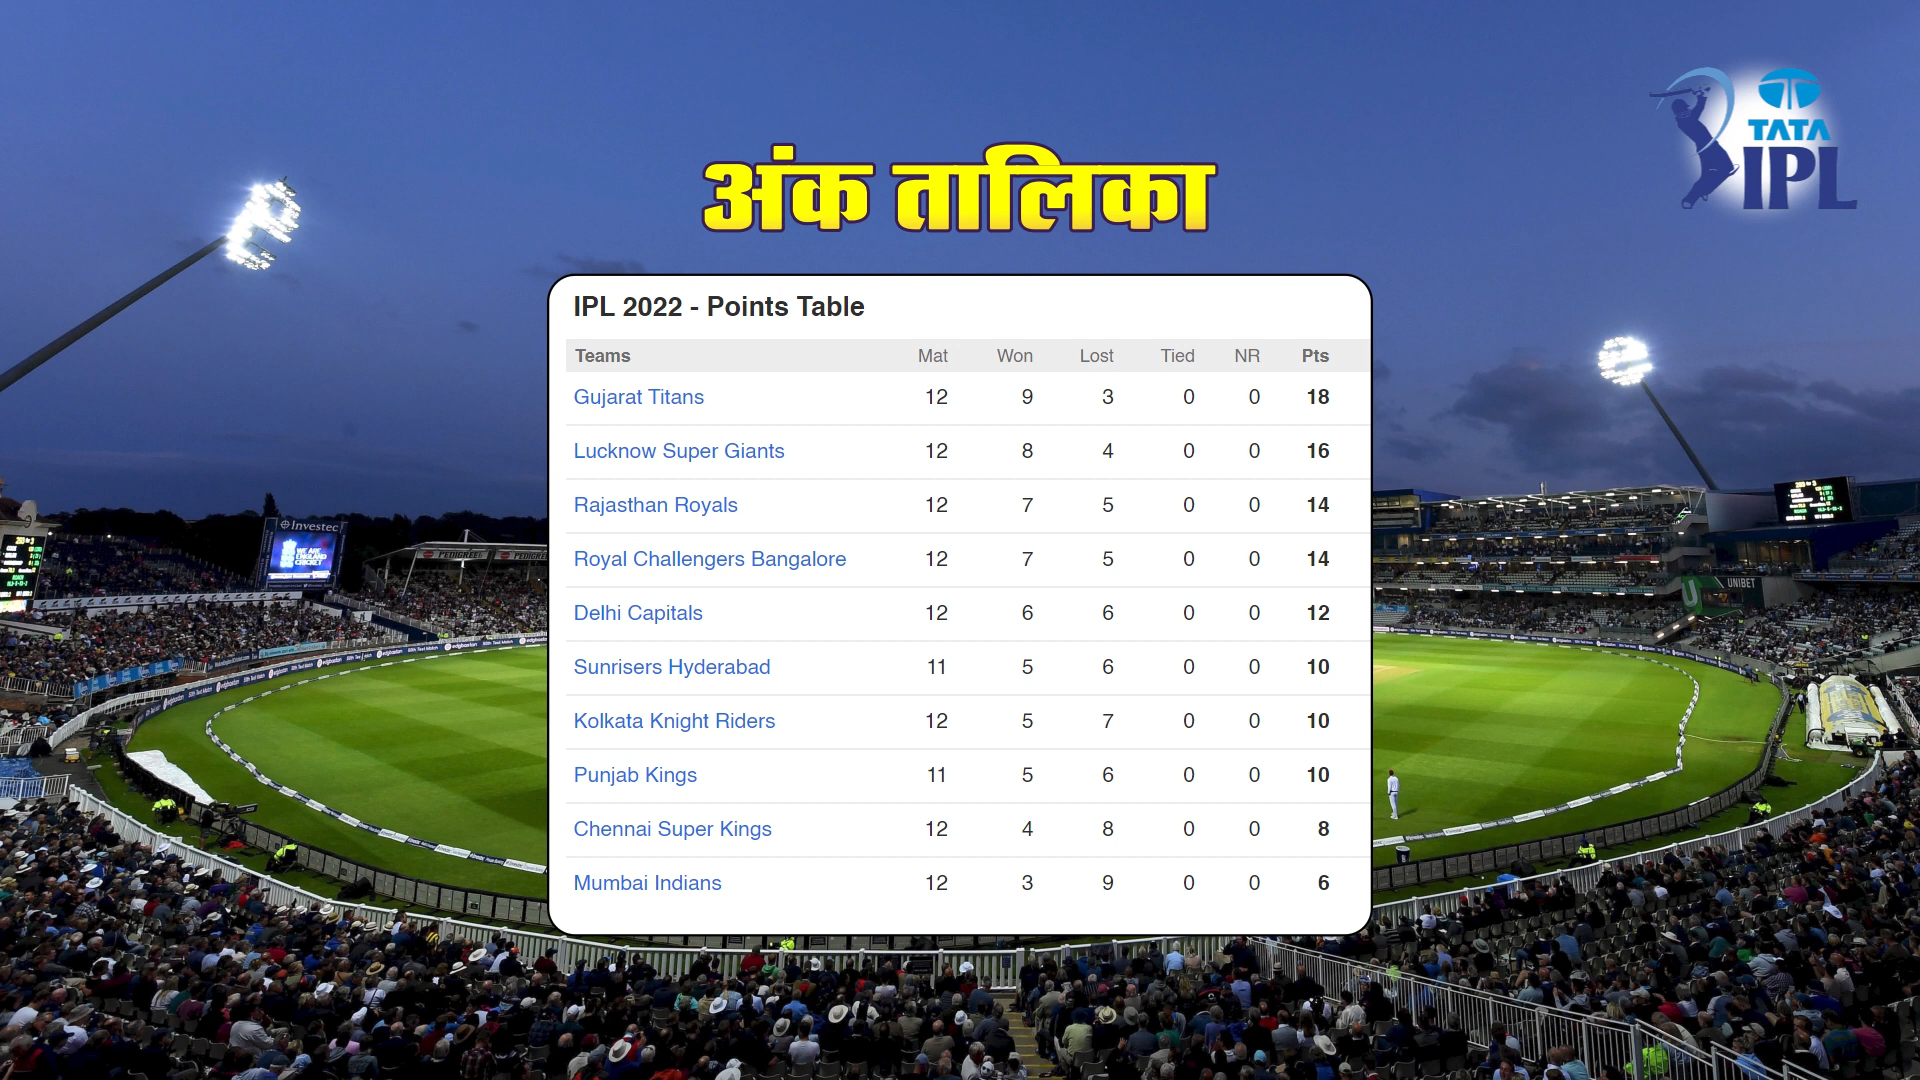 TATA
IPL
अंक तालिका
IPL 2022 - Points Table
Teams Mat Won Lost Tied NR Pts
Gujarat Titans 12 9 3 0 0 18
Lucknow Super Giants 12 8 4 0 0 16
Rajasthan Royals 12 7 5 0 0 14
Royal Challengers Bangalore 12 7 5 0 0 14
Delhi Capitals 12 6 6 0 0 12
Sunrisers Hyderabad 11 5 6 0 0 10
Kolkata Knight Riders 12 5 7 0 0 10
Punjab Kings 11 5 6 0 0 10
Chennai Super Kings 12 4 8 0 0 8
Mumbai Indians 12 3 9 0 0 6
Investec
WE ARE
ENGLAND
CRICKET
PEDIGREE
UNIBET